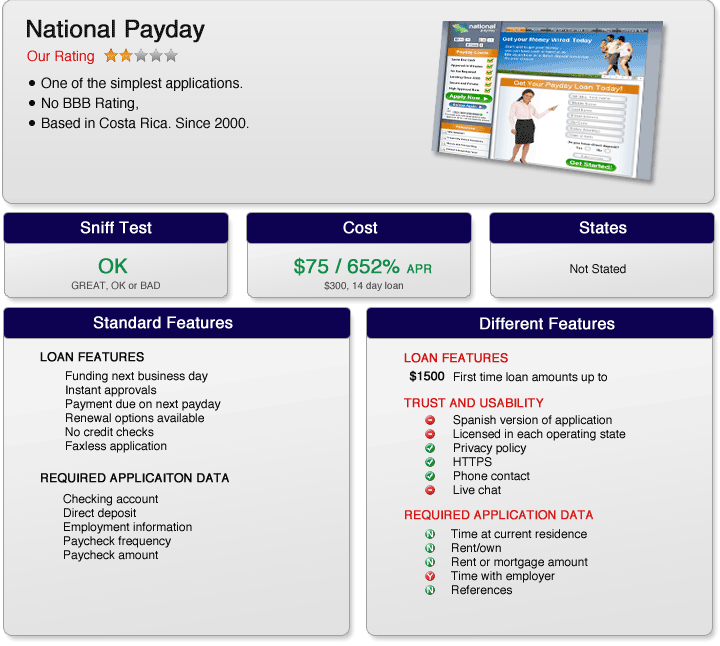 National Payday
Our Rating
One of the simplest applications.
No BBB Rating,
Based in Costa Rica. Since 2000.
national
payday
Get your Money Wired Today
Payday Loans
Apply Now
Get Your Payday Loan Today!
Get Started!
Sniff Test
OK
GREAT, OK or BAD
Cost
$75 / 652% APR
$300, 14 day loan
States
Not Stated
Standard Features
LOAN FEATURES
Funding next business day
Instant approvals
Payment due on next payday
Renewal options available
No credit checks
Faxless application
REQUIRED APPLICAITON DATA
Checking account
Direct deposit
Employment information
Paycheck frequency
Paycheck amount
Different Features
LOAN FEATURES
$1500 First time loan amounts up to
TRUST AND USABILITY
Spanish version of application
Licensed in each operating state
Privacy policy
HTTPS
Phone contact
Live chat
REQUIRED APPLICATION DATA
N Time at current residence
N Rent/own
N Rent or mortgage amount
Y Time with employer
N References